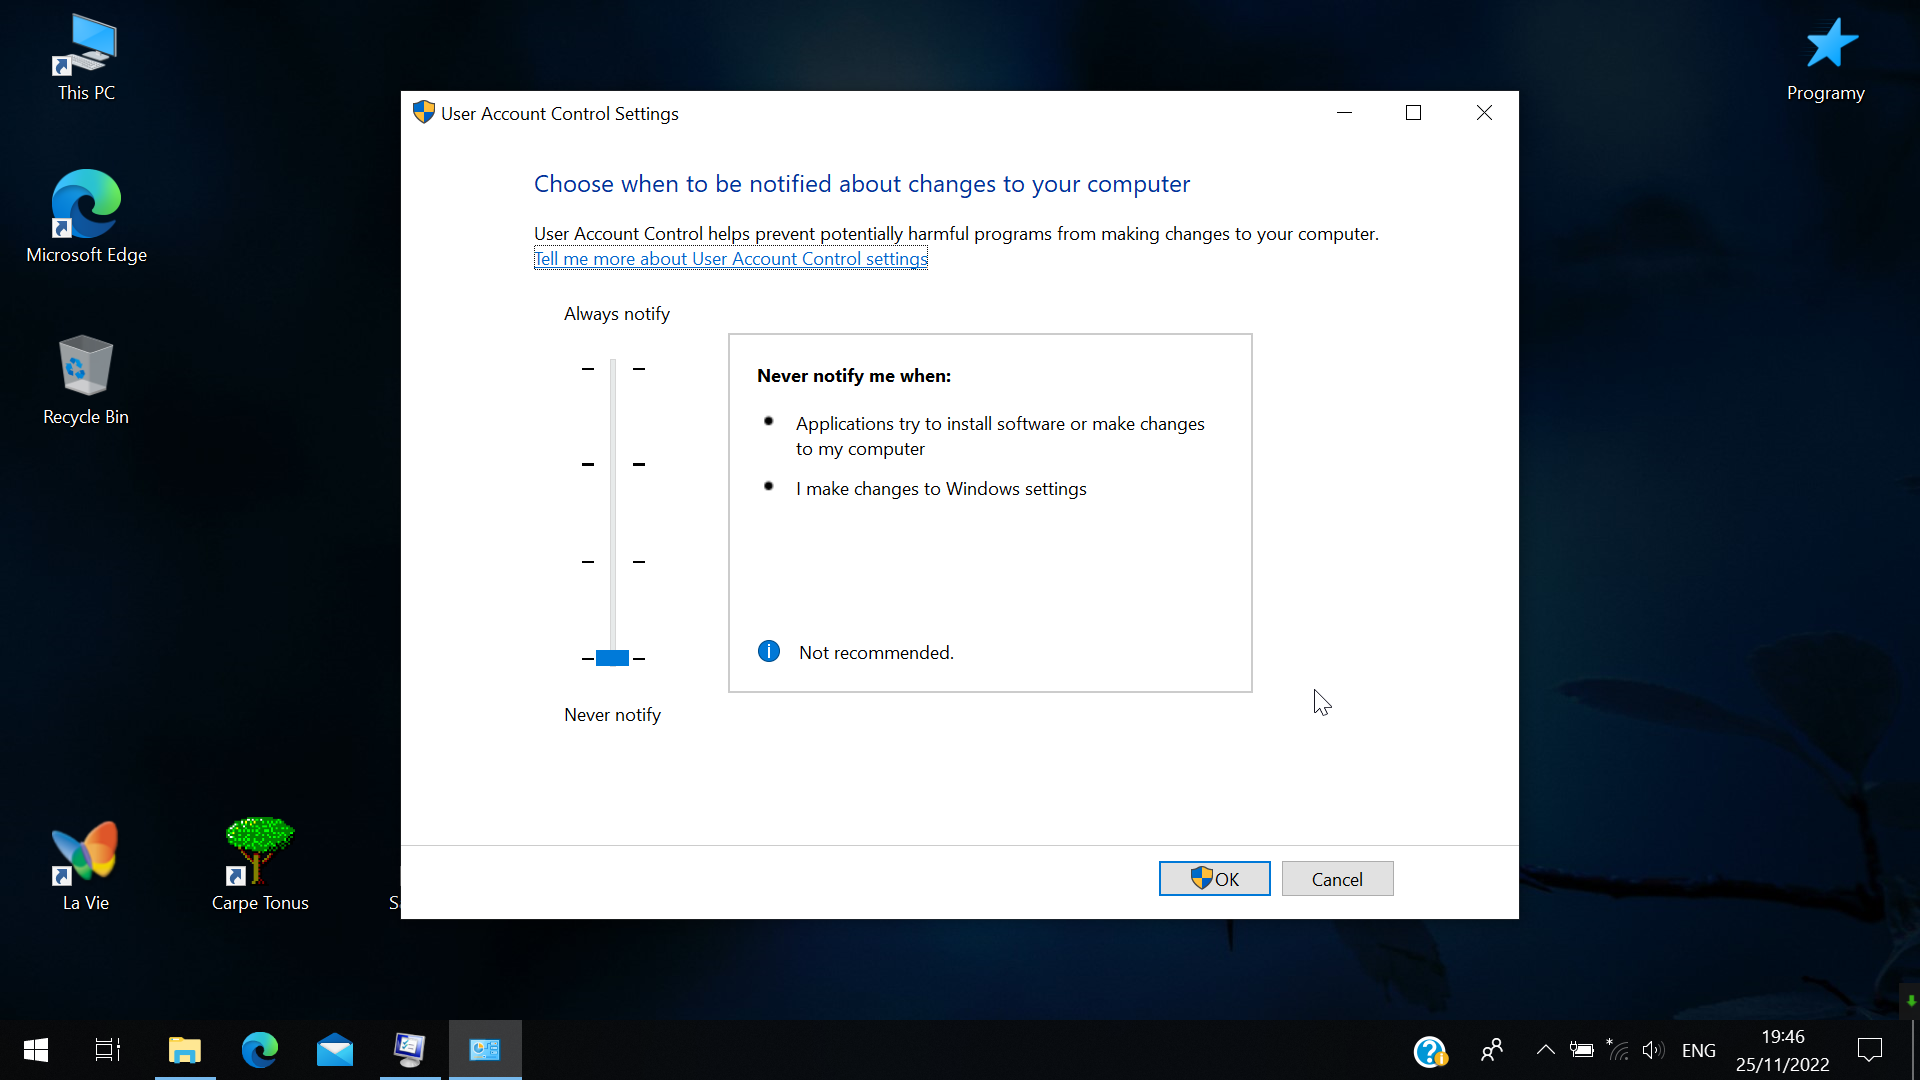 This PC
Programy
User Account Control Settings
Choose when to be notified about changes to your computer
User Account Control helps prevent potentially harmful programs from making changes to your computer.
Tell me more about User Account Control settings
Microsoft Edge
Always notify
Never notify me when:
Applications try to install software or make changes
to my computer
I make changes to Windows settings
Recycle Bin
Not recommended.
Never notify
OK
Cancel
La Vie
Carpe Tonus
ENG
19:46
25/11/2022